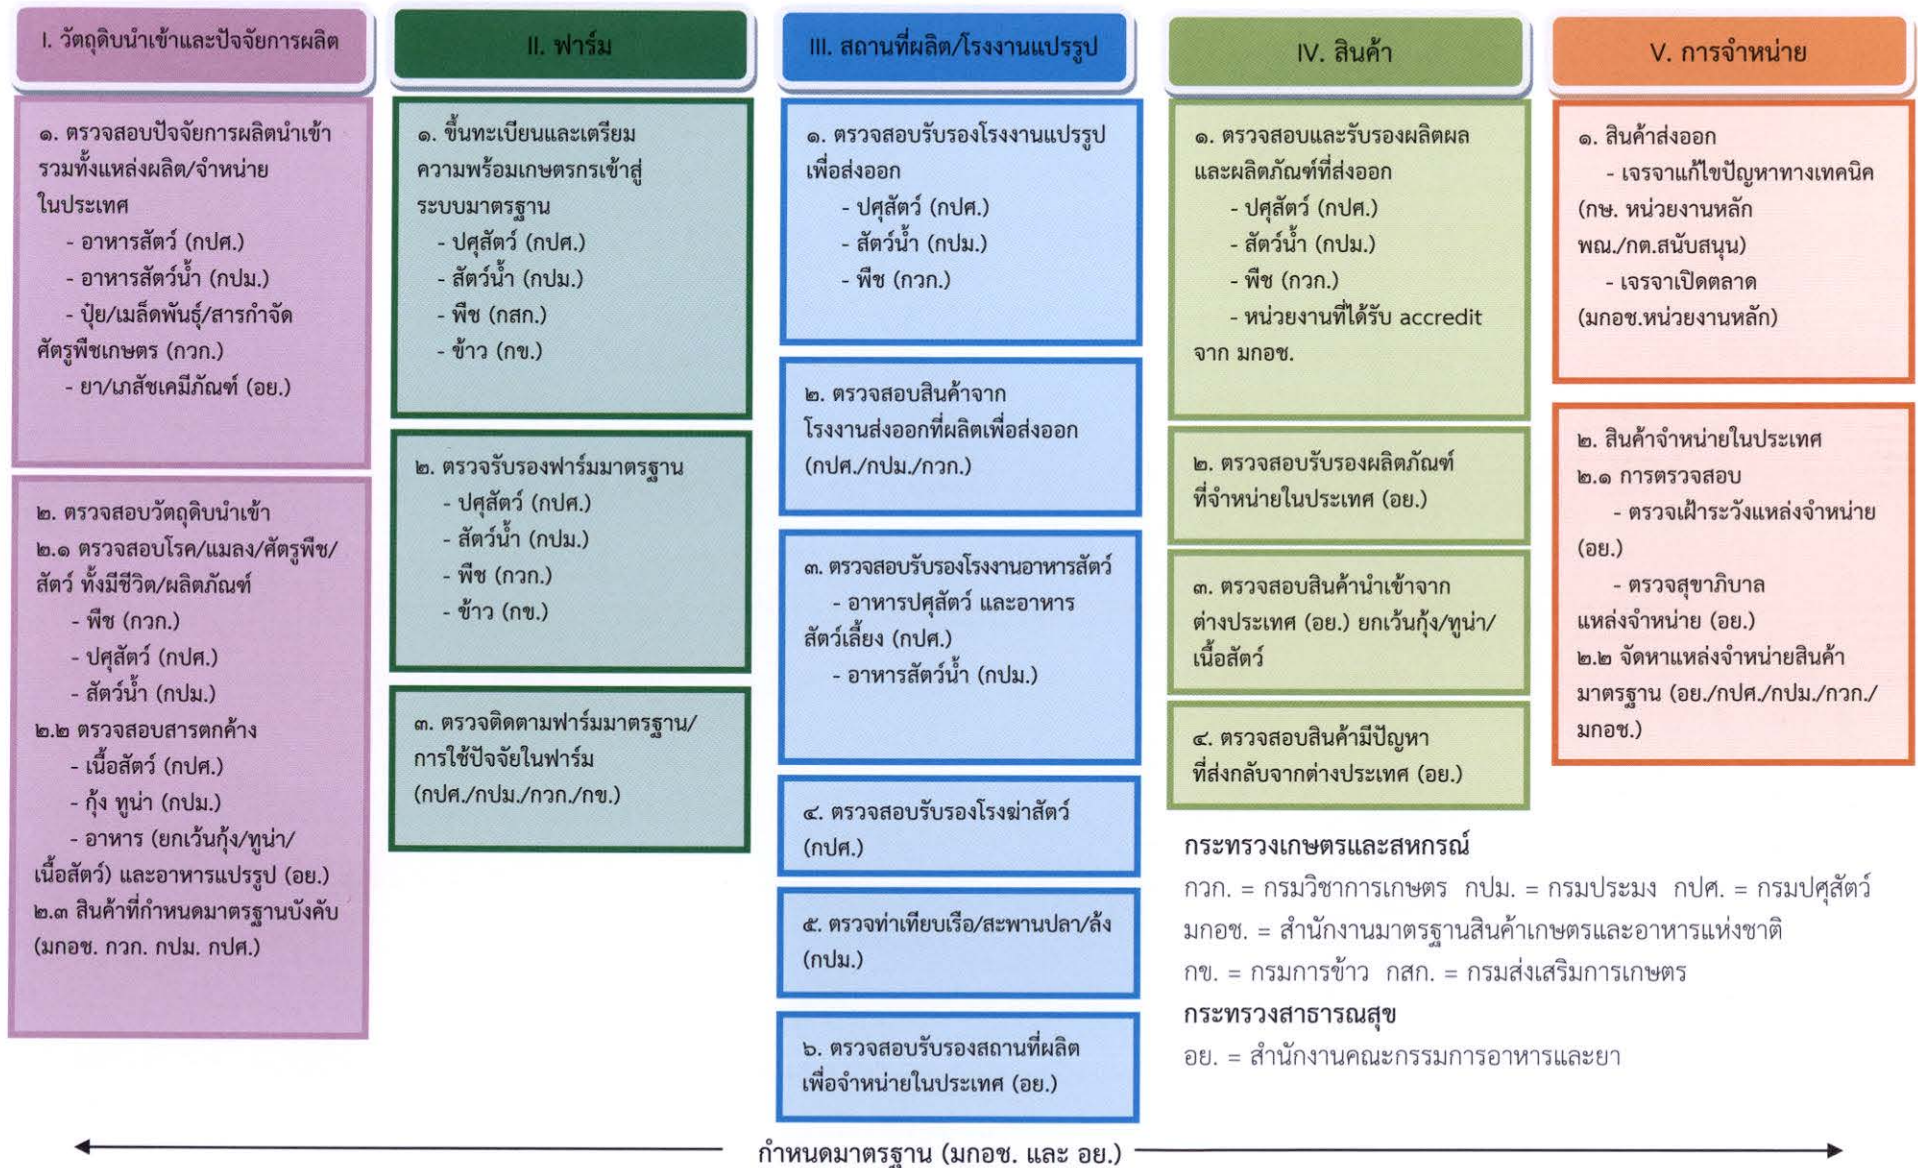 I. วัตถุดิบนำเข้าและปัจจัยการผลิต
๑. ตรวจสอบปัจจัยการผลิตนำเข้า
รวมทั้งแหล่งผลิต/จำหน่าย
ในประเทศ
- อาหารสัตว์ (กปศ.)
- อาหารสัตว์น้ำ (กปม.)
- ปุ๋ย/เมล็ดพันธุ์/สารกำจัด
ศัตรูพืชเกษตร (กวก.)
- ยา/เภสัชเคมีภัณฑ์ (อย.)
๒. ตรวจสอบวัตถุดิบนำเข้า
๒.๑ ตรวจสอบโรค/แมลง/ศัตรูพืช/
สัตว์ ทั้งมีชีวิต/ผลิตภัณฑ์
- พืช (กวก.)
- ปศุสัตว์ (กปศ.)
- สัตว์น้ำ (กปม.)
๒.๒ ตรวจสอบสารตกค้าง
- เนื้อสัตว์ (กปศ.)
- กุ้ง ทูน่า (กปม.)
- อาหาร (ยกเว้นกุ้ง/ทูน่า/
เนื้อสัตว์) และอาหารแปรรูป (อย.)
๒.๓ สินค้าที่กำหนดมาตรฐานบังคับ
(มกอช. กวก. กปม. กปศ.)
II. ฟาร์ม
๑. ขึ้นทะเบียนและเตรียม
ความพร้อมเกษตรกรเข้าสู่
ระบบมาตรฐาน
- ปศุสัตว์ (กปศ.)
- สัตว์น้ำ (กปม.)
- พืช (กสก.)
- ข้าว (กข.)
๒. ตรวจรับรองฟาร์มมาตรฐาน
- ปศุสัตว์ (กปศ.)
- สัตว์น้ำ (กปม.)
- พืช (กวก.)
- ข้าว (กข.)
๓. ตรวจติดตามฟาร์มมาตรฐาน/
การใช้ปัจจัยในฟาร์ม
(กปศ./กปม./กวก./กข.)
III. สถานที่ผลิต/โรงงานแปรรูป
๑. ตรวจสอบรับรองโรงงานแปรรูป
เพื่อส่งออก
- ปศุสัตว์ (กปศ.)
- สัตว์น้ำ (กปม.)
- พืช (กวก.)
๒. ตรวจสอบสินค้าจาก
โรงงานส่งออกที่ผลิตเพื่อส่งออก
(กปศ./กปม./กวก.)
๓. ตรวจสอบรับรองโรงงานอาหารสัตว์
- อาหารปศุสัตว์ และอาหาร
สัตว์เลี้ยง (กปศ.)
- อาหารสัตว์น้ำ (กปม.)
๔. ตรวจสอบรับรองโรงฆ่าสัตว์
(กปศ.)
๕. ตรวจท่าเทียบเรือ/สะพานปลา/ล้ง
(กปม.)
๖. ตรวจสอบรับรองสถานที่ผลิต
เพื่อจำหน่ายในประเทศ (อย.)
IV. สินค้า
๑. ตรวจสอบและรับรองผลิตผล
และผลิตภัณฑ์ที่ส่งออก
- ปศุสัตว์ (กปศ.)
- สัตว์น้ำ (กปม.)
- พืช (กวก.)
- หน่วยงานที่ได้รับ accredit
จาก มกอช.
๒. ตรวจสอบรับรองผลิตภัณฑ์
ที่จำหน่ายในประเทศ (อย.)
๓. ตรวจสอบสินค้านำเข้าจาก
ต่างประเทศ (อย.) ยกเว้นกุ้ง/ทูน่า/
เนื้อสัตว์
๔. ตรวจสอบสินค้ามีปัญหา
ที่ส่งกลับจากต่างประเทศ (อย.)
V. การจำหน่าย
๑. สินค้าส่งออก
- เจรจาแก้ไขปัญหาทางเทคนิค
(กษ. หน่วยงานหลัก
พณ./กต.สนับสนุน)
- เจรจาเปิดตลาด
(มกอช.หน่วยงานหลัก)
๒. สินค้าจำหน่ายในประเทศ
๒.๑ การตรวจสอบ
- ตรวจเฝ้าระวังแหล่งจำหน่าย
(อย.)
- ตรวจสุขาภิบาล
แหล่งจำหน่าย (อย.)
๒.๒ จัดหาแหล่งจำหน่ายสินค้า
มาตรฐาน (อย./กปศ./กปม./กวก./
มกอช.)
กระทรวงเกษตรและสหกรณ์
กวก. = กรมวิชาการเกษตร กปม. = กรมประมง กปศ. = กรมปศุสัตว์
มกอช. = สำนักงานมาตรฐานสินค้าเกษตรและอาหารแห่งชาติ
กข. = กรมการข้าว กสก. = กรมส่งเสริมการเกษตร
กระทรวงสาธารณสุข
อย. = สำนักงานคณะกรรมการอาหารและยา
กำหนดมาตรฐาน (มกอช. และ อย.)